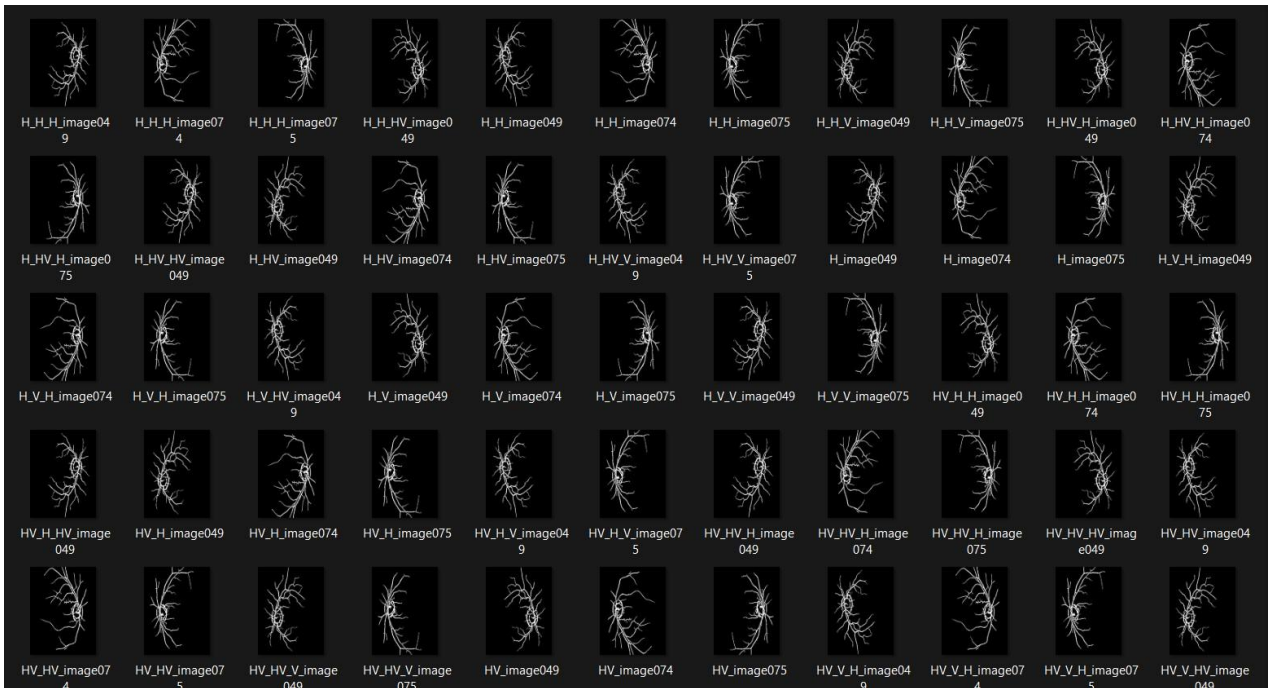 H_H_H_image04
9
H_H_H_image07
4
H_H_H_image07
5
H_H_HV_image0
49
H_H_image049
H_H_image074
H_H_image075
H_H_V_image049
H_H_V_image075
H_HV_H_image0
49
H_HV_H_image0
74
H_HV_H_image0
75
H_HV_HV_image
049
H_HV_image049
H_HV_image074
H_HV_image075
H_HV_V_image04
9
H_HV_V_image07
5
H_image049
H_image074
H_image075
H_V_H_image049
H_V_H_image074
H_V_H_image075
H_V_HV_image04
9
H_V_image049
H_V_image074
H_V_image075
H_V_V_image049
H_V_V_image075
HV_H_H_image0
49
HV_H_H_image0
74
HV_H_H_image0
75
HV_H_HV_image
049
HV_H_image049
HV_H_image074
HV_H_image075
HV_H_V_image04
9
HV_H_V_image07
5
HV_HV_H_image
049
HV_HV_H_image
074
HV_HV_H_image
075
HV_HV_HV_imag
e049
HV_HV_image04
9
HV_HV_image07
4
HV_HV_image07
5
HV_HV_V_image
049
HV_HV_V_image
075
HV_image049
HV_image074
HV_image075
HV_V_H_image04
9
HV_V_H_image07
4
HV_V_H_image07
5
HV_V_HV_image
049